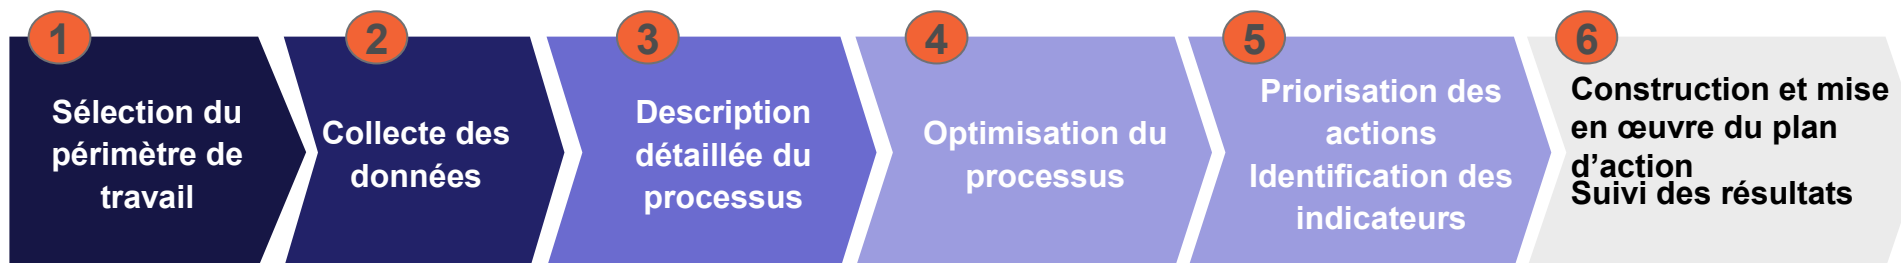 1
Sélection du
périmètre de
travail
2
Collecte des
données
3
Description
détaillée du
processus
4
Optimisation du
processus
5
Priorisation des
actions
Identification des
indicateurs
6
Construction et mise
en œuvre du plan
d’action
Suivi des résultats